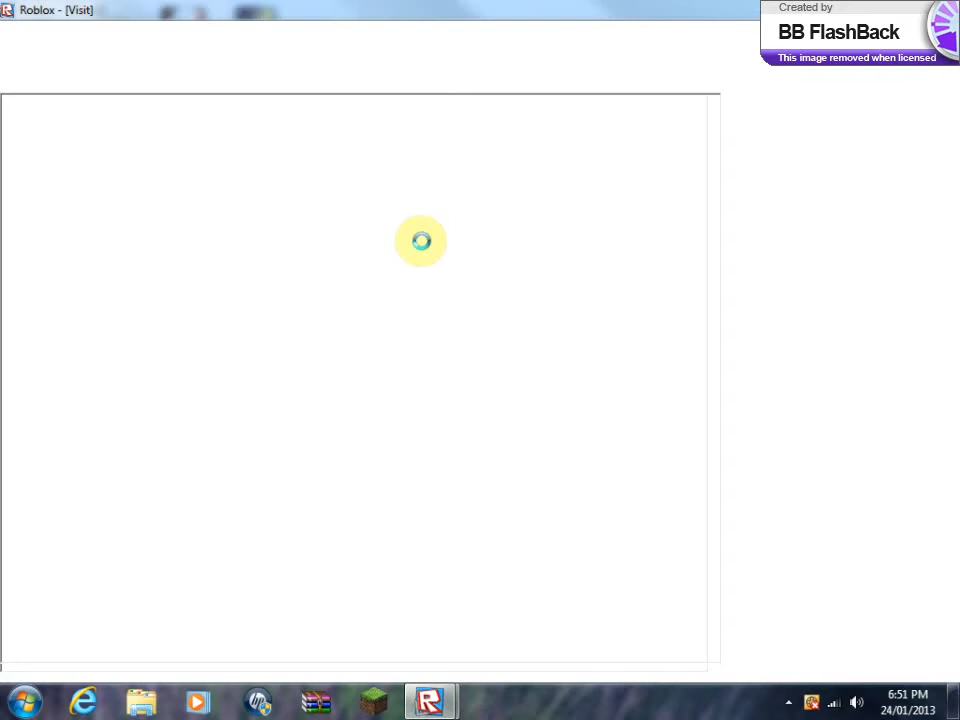 Roblox - [Visit]
Created by
BB FlashBack
This image removed when licensed
6:51 PM
24/01/2013